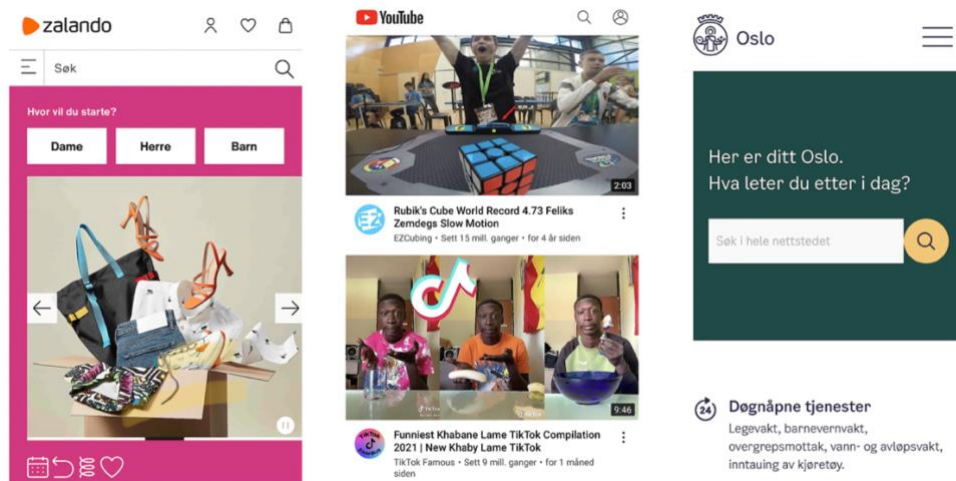 zalando
Søk
Hvor vil du starte?
Dame Herre Barn
YouTube
2:03
Rubik's Cube World Record 4.73 Feliks
Zemdegs Slow Motion
EZCubing • Sett 15 mill. ganger • for 4 år siden
EZ
TikTok
TikTok
9:46
Funniest Khabane Lame TikTok Compilation
2021 | New Khaby Lame TikTok
TikTok Famous • Sett 9 mill. ganger • for 1 måned
siden
Oslo
Her er ditt Oslo.
Hva leter du etter i dag?
Søk i hele nettstedet
24
Døgnåpne tjenester
Legevakt, barnevernvakt,
overgrepsmottak, vann- og avløpsvakt,
inntauing av kjøretøy.